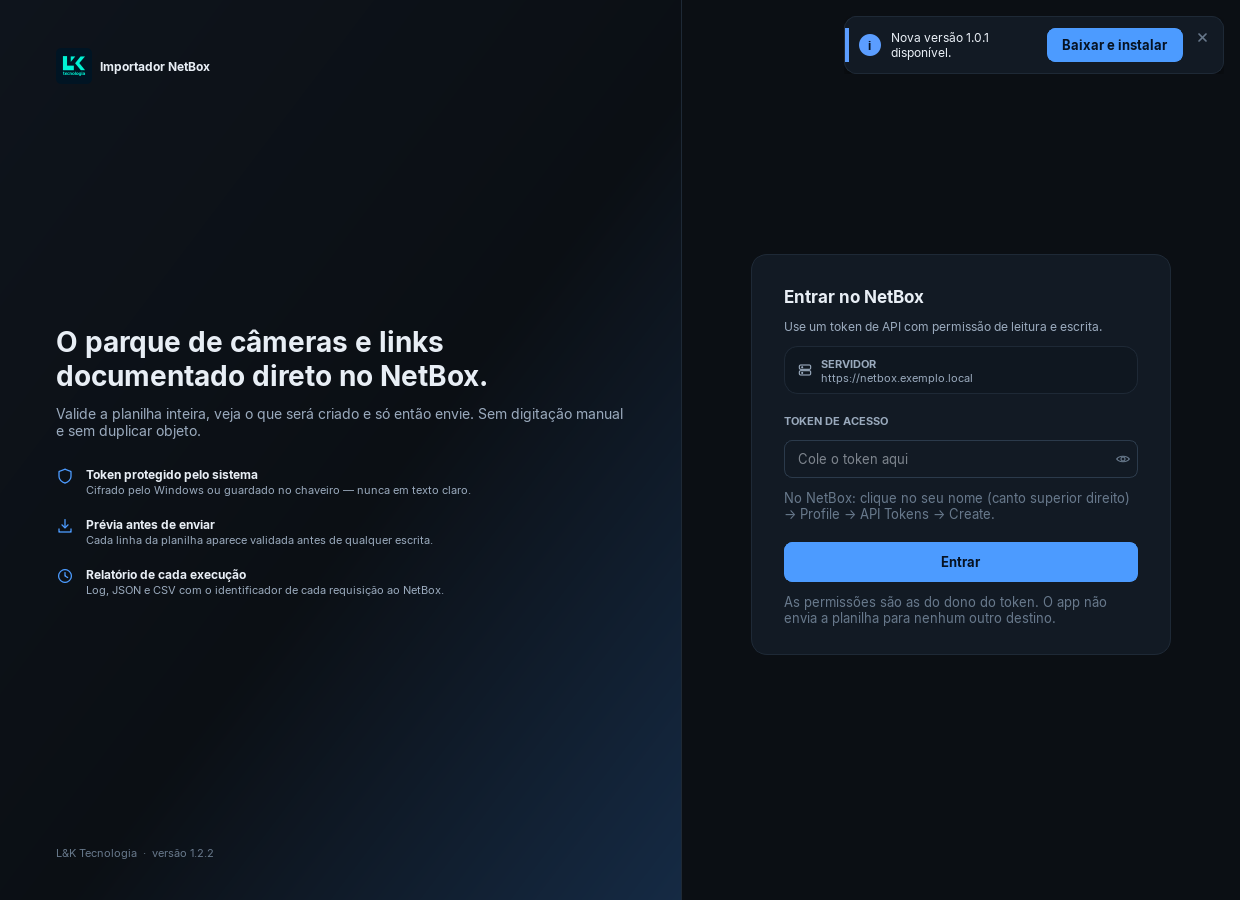 LK
tecnologia
Importador NetBox
Nova versão 1.0.1
disponível.
i
Baixar e instalar
O parque de câmeras e links
documentado direto no NetBox.
Valide a planilha inteira, veja o que será criado e só então envie. Sem digitação manual
e sem duplicar objeto.
Token protegido pelo sistema
Cifrado pelo Windows ou guardado no chaveiro — nunca em texto claro.
Prévia antes de enviar
Cada linha da planilha aparece validada antes de qualquer escrita.
Relatório de cada execução
Log, JSON e CSV com o identificador de cada requisição ao NetBox.
L&K Tecnologia · versão 1.2.2
Entrar no NetBox
Use um token de API com permissão de leitura e escrita.
SERVIDOR
https://netbox.exemplo.local
TOKEN DE ACESSO
Cole o token aqui
No NetBox: clique no seu nome (canto superior direito)
→ Profile → API Tokens → Create.
Entrar
As permissões são as do dono do token. O app não
envia a planilha para nenhum outro destino.